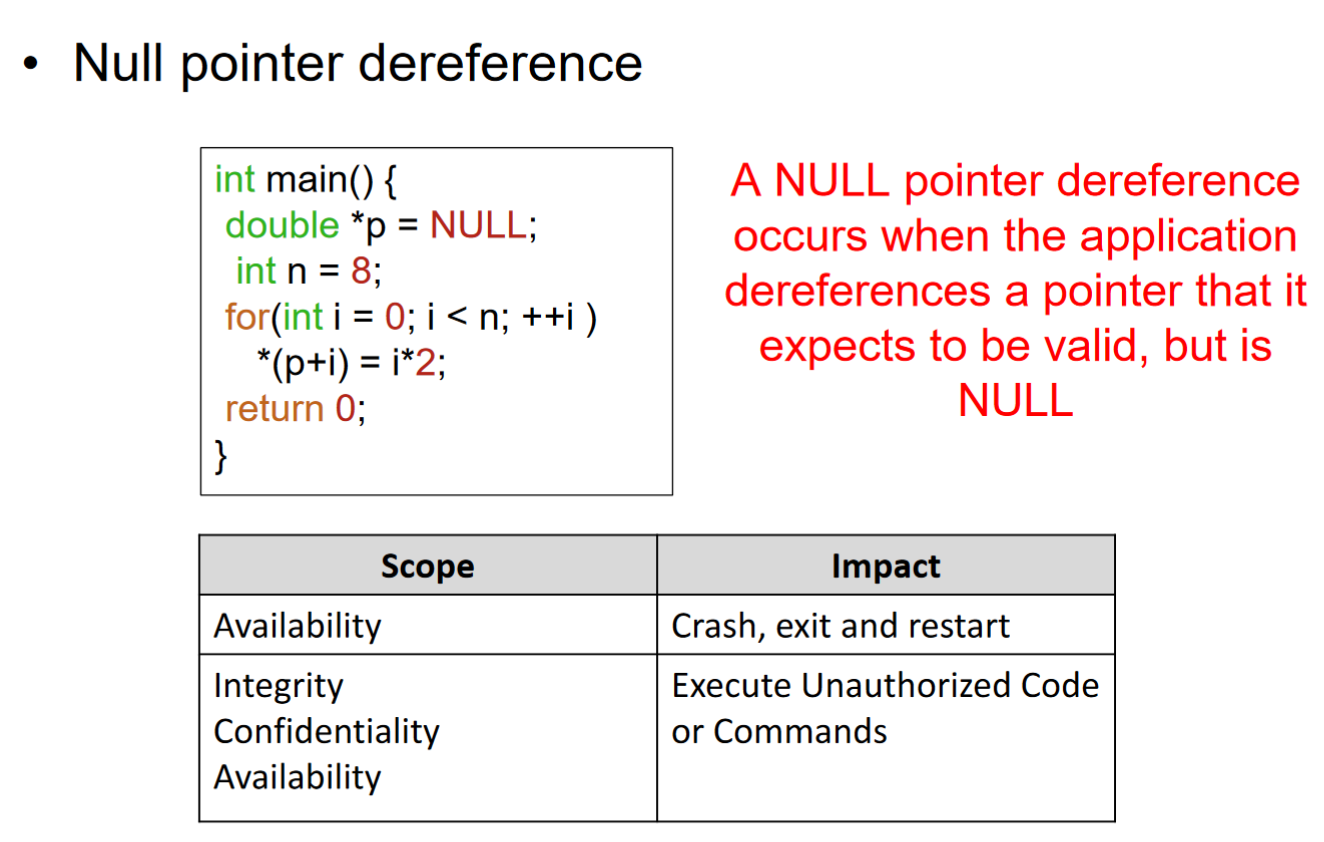 • Null pointer dereference
int main() {
double *p = NULL;
int n = 8;
for(int i = 0; i < n; ++i )
*(p+i) = i*2;
return 0;
}
A NULL pointer dereference
occurs when the application
dereferences a pointer that it
expects to be valid, but is
NULL
Scope Impact
Availability Crash, exit and restart
Integrity Execute Unauthorized Code
Confidentiality or Commands
Availability